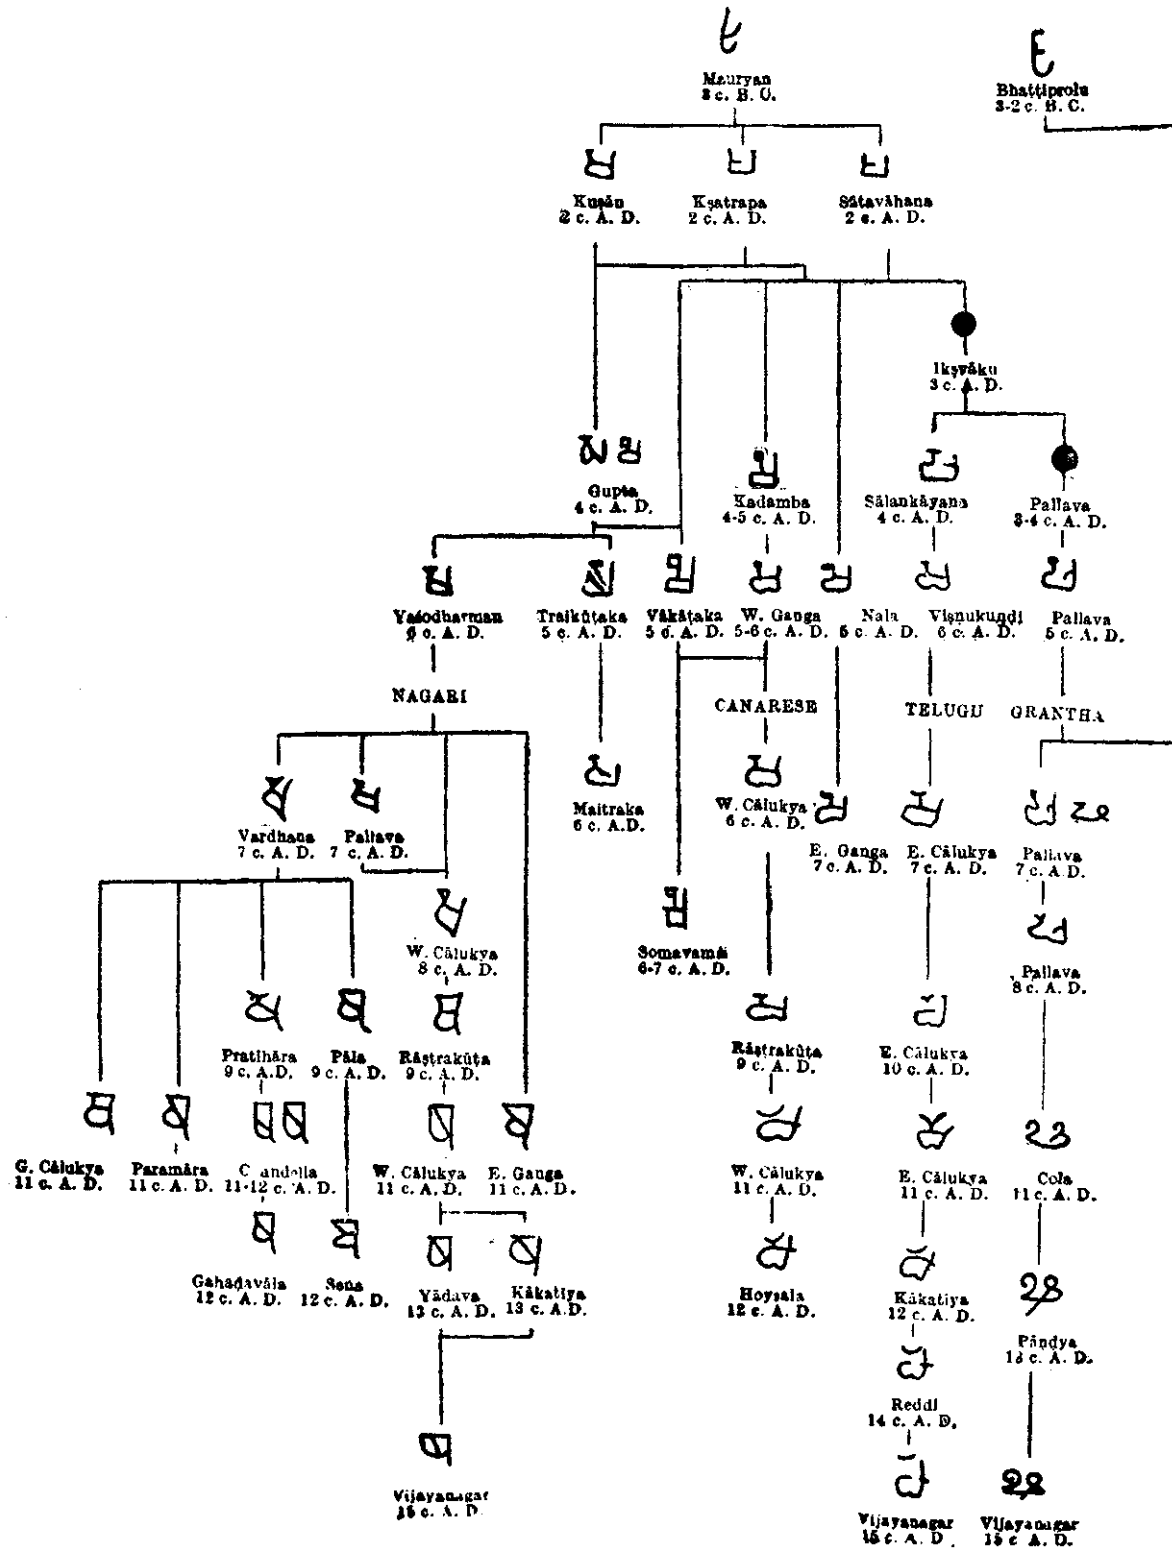 Mauryan
3 c. B. C.
Bhaṭṭiprolu
3-2 c. B. C.
Kuṣān
2 c. A. D.
Kṣatrapa
2 c. A. D.
Sātavāhana
2 c. A. D.
Ikṣvāku
3 c. A. D.
Gupta
4 c. A. D.
Kadamba
4-5 c. A. D.
Sālankāyana
4 c. A. D.
Pallava
3-4 c. A. D.
Yaśodharman
6 c. A. D.
Traikūṭaka
5 c. A. D.
Vākāṭaka
5 c. A. D.
W. Ganga
5-6 c. A. D.
Nala
6 c. A. D.
Viṣṇukuṇḍi
6 c. A. D.
Pallava
5 c. A. D.
NAGARI
CANARESE
TELUGU
GRANTHA
Vardhana
7 c. A. D.
Pallava
7 c. A. D.
Maitraka
6 c. A.D.
W. Cālukya
6 c. A. D.
E. Ganga
7 c. A. D.
E. Cālukya
7 c. A. D.
Pallava
7 c. A.D.
W. Cālukya
8 c. A. D.
Somavamśi
6-7 c. A. D.
Pallava
8 c. A. D.
Pratihāra
9 c. A.D.
Pāla
9 c. A. D.
Rāṣṭrakūṭa
9 c. A. D.
Rāṣṭrakūṭa
9 c. A. D.
E. Cālukya
10 c. A. D.
G. Cālukya
11 c. A. D.
Paramāra
11 c. A. D.
C andella
11-12 c. A. D.
W. Cālukya
11 c. A. D.
E. Ganga
11 c. A. D.
W. Cālukya
11 c. A. D.
E. Cālukya
11 c. A. D.
Cola
11 c. A. D.
Gahaḍavāla
12 c. A. D.
Sena
12 c. A. D.
Yādava
13 c. A. D.
Kākatīya
13 c. A.D.
Hoysala
12 c. A. D.
Kākatiya
12 c. A. D.
Pāṇḍya
13 c. A. D.
Reddi
14 c. A. D.
Vijayanagar
15 c. A. D.
Vijayanagar
15 c. A. D
Vijayanagar
15 c. A. D.